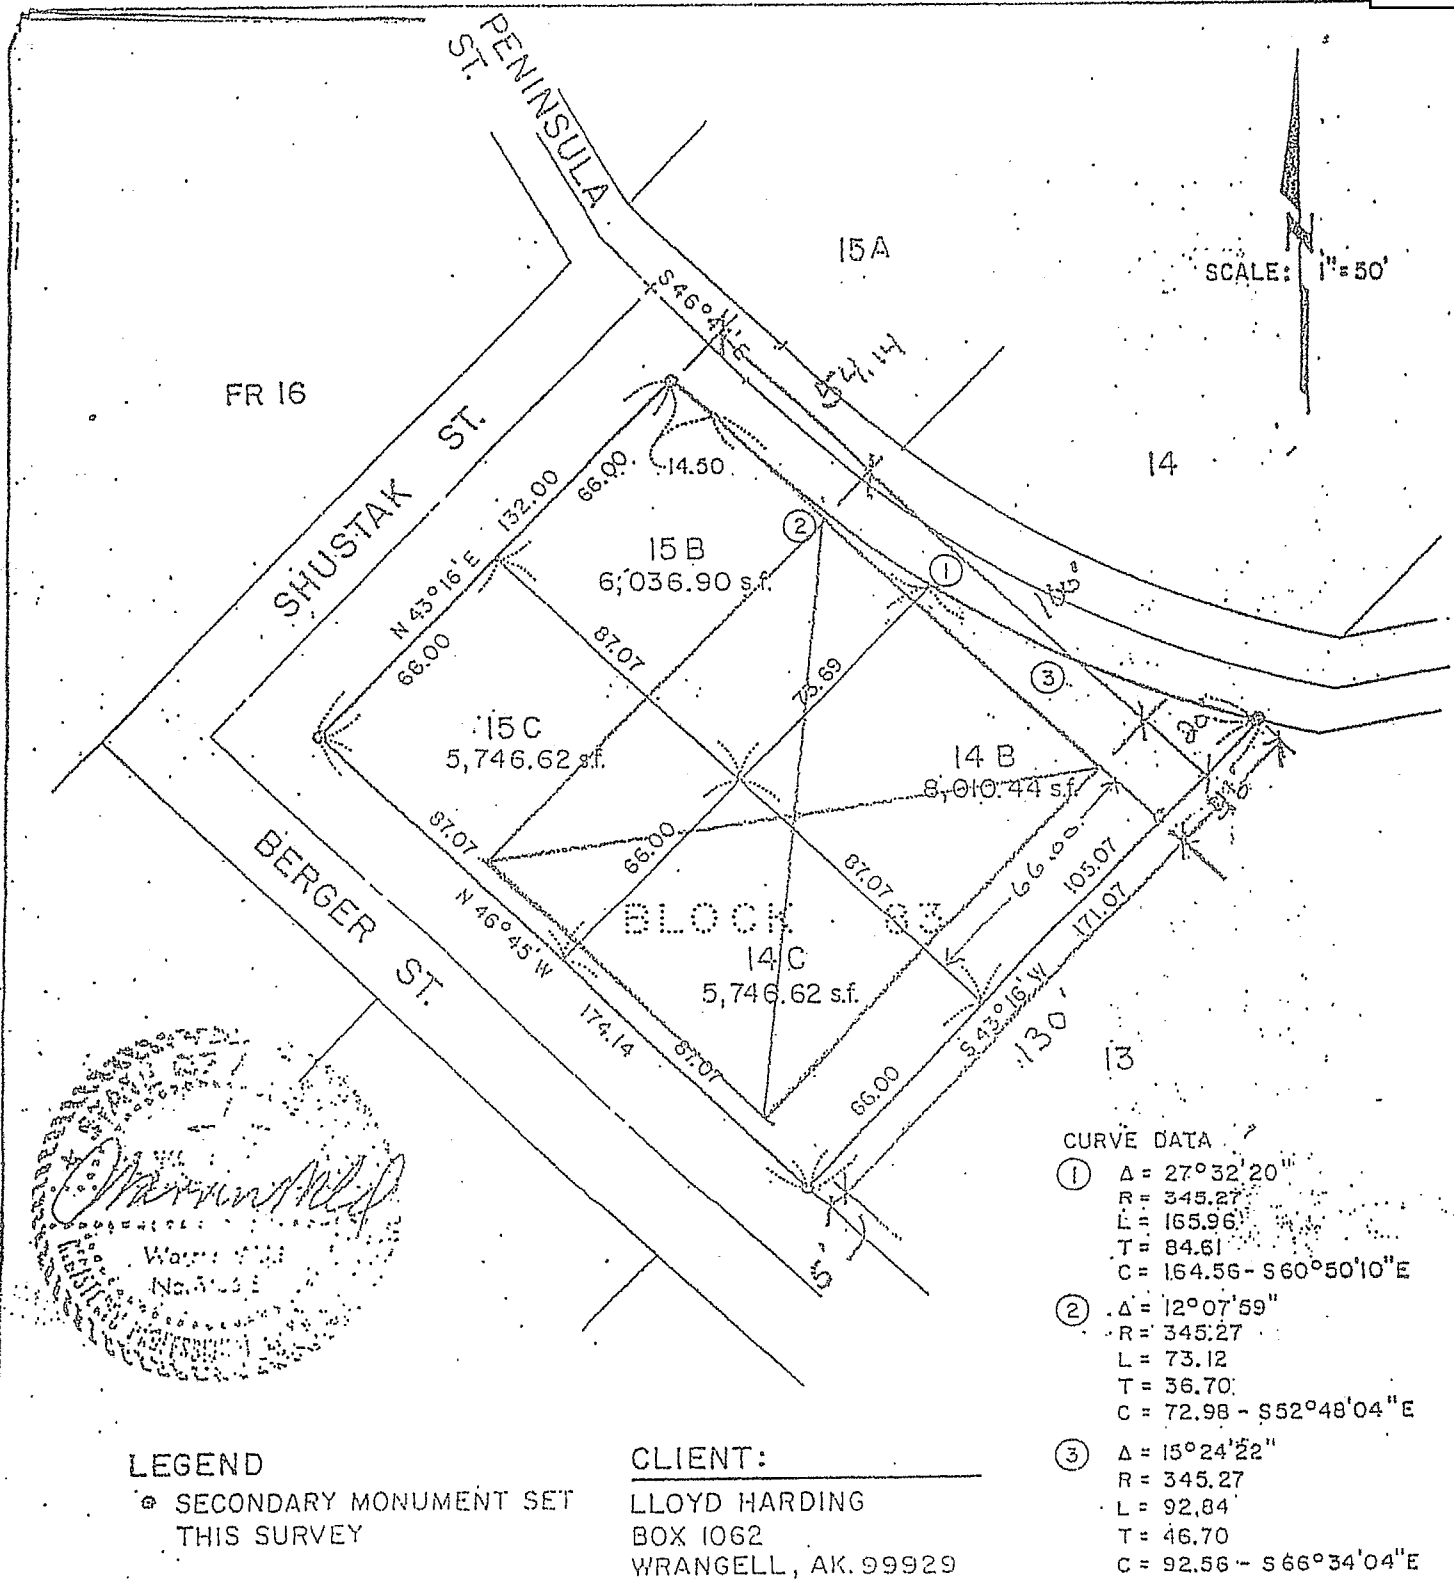 PENINSULA
ST.
15A
SCALE: 1"=50'
S 46°
54.14
FR 16
SHUSTAK ST.
14
132.00
66.00
14.50
2
15 B
6,036.90 s.f.
1
N 43°16' E
66.00
87.07
73.69
3
20
15 C
5,746.62 s.f.
14 B
8,010.44 s.f.
87.07
66.00
87.07
66.00
105.07
171.07
BERGER ST.
N 46°45' W
174.14
BLOCK 83
14 C
5,746.62 s.f.
S 43°16' W
130'
13
87.07
66.00
5'
CURVE DATA
1 Δ = 27°32'20"
R = 345.27
L = 165.96
T = 84.61
C = 164.56 - S60°50'10"E
2 Δ = 12°07'59"
R = 345.27
L = 73.12
T = 36.70
C = 72.98 - S52°48'04"E
3 Δ = 15°24'22"
R = 345.27
L = 92.84
T = 46.70
C = 92.56 - S66°34'04"E
LEGEND
SECONDARY MONUMENT SET
THIS SURVEY
CLIENT:
LLOYD HARDING
BOX 1062
WRANGELL, AK. 99929